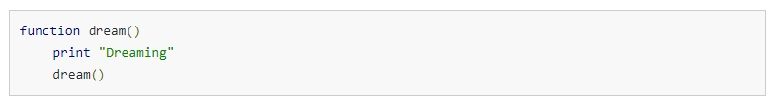 function dream()
    print "Dreaming"
    dream()